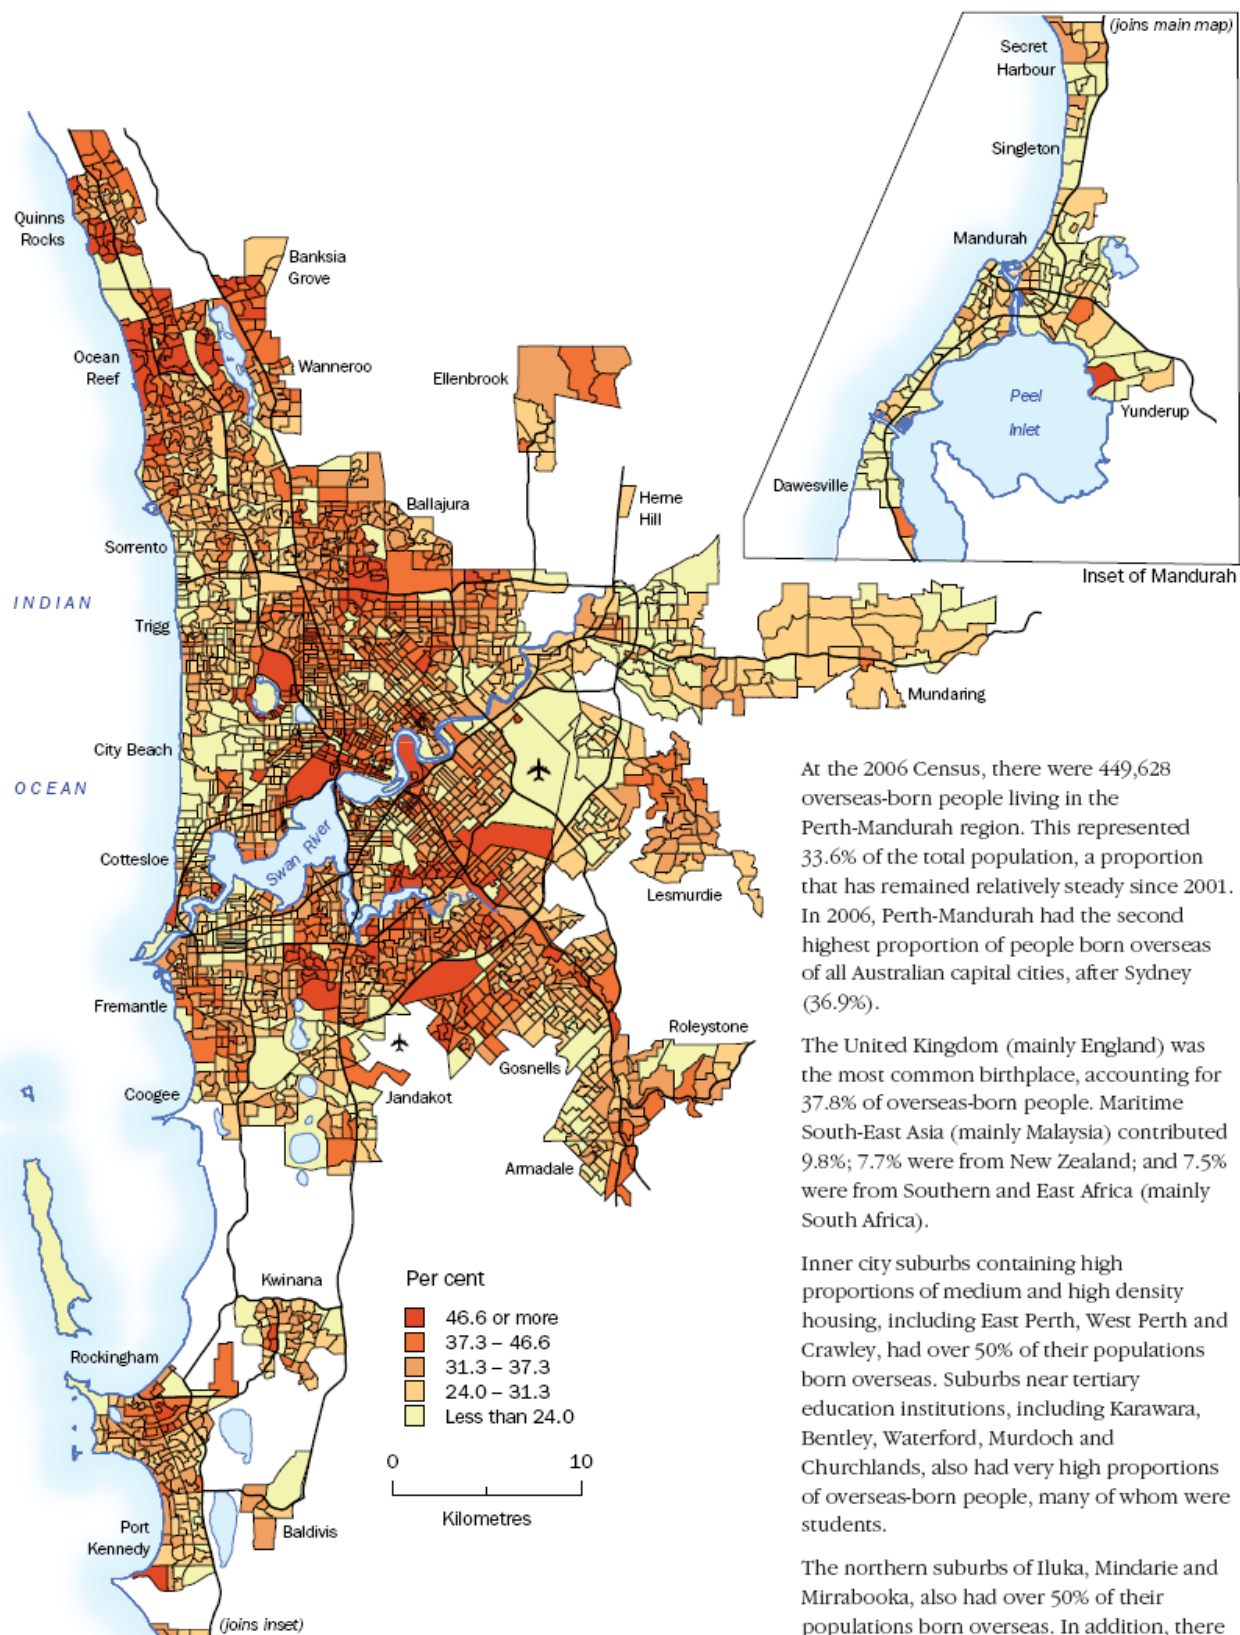 (joins main map)
Secret
Harbour
Singleton
Mandurah
Peel
Inlet
Yunderup
Dawesville
Inset of Mandurah
Quinns
Rocks
Banksia
Grove
Ocean
Reef
Wanneroo
Ellenbrook
Ballajura
Herne
Hill
Sorrento
INDIAN
Trigg
Mundaring
City Beach
OCEAN
Cottesloe
Swan River
Lesmurdie
Fremantle
Roleystone
Gosnells
Coogee
Jandakot
Armadale
Kwinana
Rockingham
Port
Kennedy
Baldivis
(joins inset)
Per cent
46.6 or more
37.3 – 46.6
31.3 – 37.3
24.0 – 31.3
Less than 24.0
0 10
Kilometres
At the 2006 Census, there were 449,628
overseas-born people living in the
Perth-Mandurah region. This represented
33.6% of the total population, a proportion
that has remained relatively steady since 2001.
In 2006, Perth-Mandurah had the second
highest proportion of people born overseas
of all Australian capital cities, after Sydney
(36.9%).
The United Kingdom (mainly England) was
the most common birthplace, accounting for
37.8% of overseas-born people. Maritime
South-East Asia (mainly Malaysia) contributed
9.8%; 7.7% were from New Zealand; and 7.5%
were from Southern and East Africa (mainly
South Africa).
Inner city suburbs containing high
proportions of medium and high density
housing, including East Perth, West Perth and
Crawley, had over 50% of their populations
born overseas. Suburbs near tertiary
education institutions, including Karawara,
Bentley, Waterford, Murdoch and
Churchlands, also had very high proportions
of overseas-born people, many of whom were
students.
The northern suburbs of Iluka, Mindarie and
Mirrabooka, also had over 50% of their
populations born overseas. In addition, there